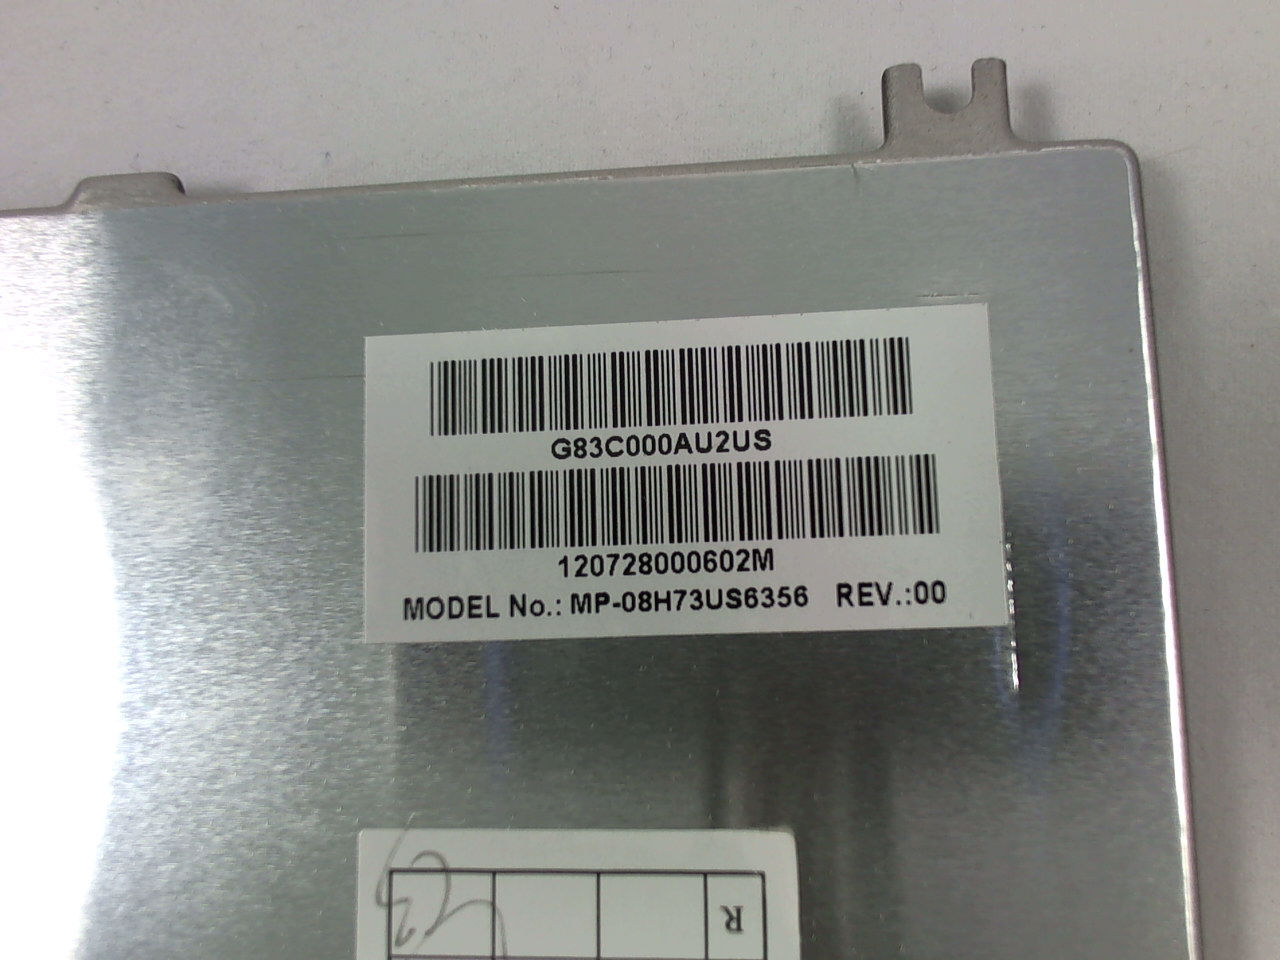 G83C000AU2US
120728000602M
MODEL No.: MP-08H73US6356 REV.:00
R